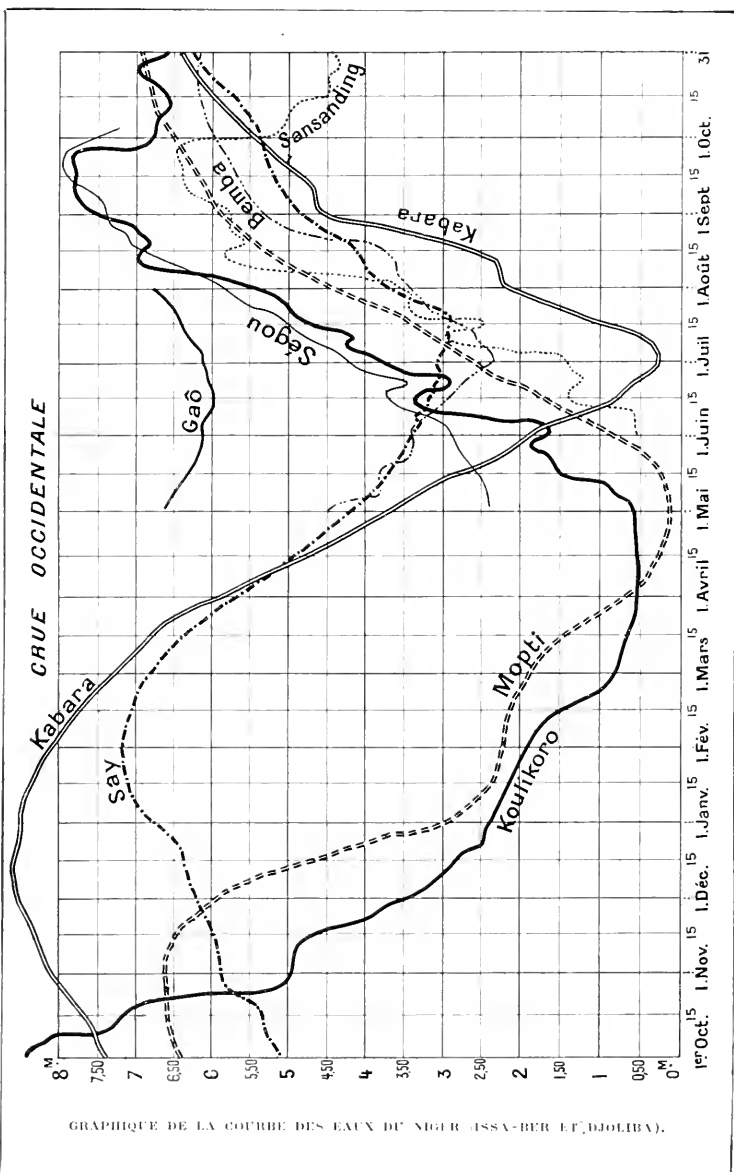 CRUE OCCIDENTALE
Kabara
Say
Gaô
Ségou
Bemba
Sansanding
Kabara
Mopti
Koulikoro
M.
8
7,50
7
6,50
6
5,50
5
4,50
4
3,50
3
2,50
2
1,50
1
0,50
0M.
1er Oct. 15 1. Nov. 15 1. Déc. 15 1. Janv. 15 1. Fév. 15 1. Mars 15 1. Avril 15 1. Mai 15 1. Juin 15 1. Juil 15 1. Août 15 1 Sept 15 1. Oct. 15 31
GRAPHIQUE DE LA COURBE DES EAUX DU NIGER (ISSA-BER ET DJOLIBA).